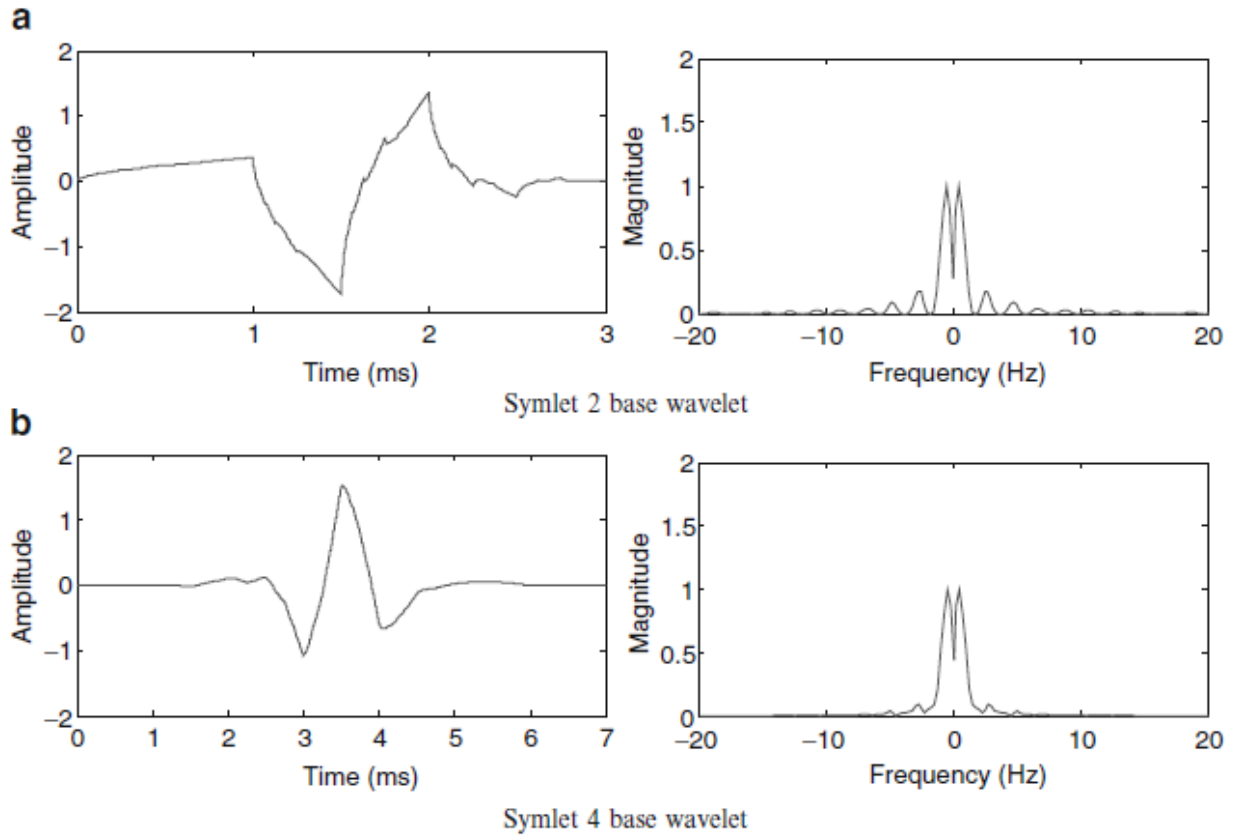 a
2
1
0
−1
−2
Amplitude
0 1 2 3
Time (ms)
2
1.5
1
0.5
0
Magnitude
−20 −10 0 10 20
Frequency (Hz)
Symlet 2 base wavelet
b
2
1
0
−1
−2
Amplitude
0 1 2 3 4 5 6 7
Time (ms)
2
1.5
1
0.5
0
Magnitude
−20 −10 0 10 20
Frequency (Hz)
Symlet 4 base wavelet